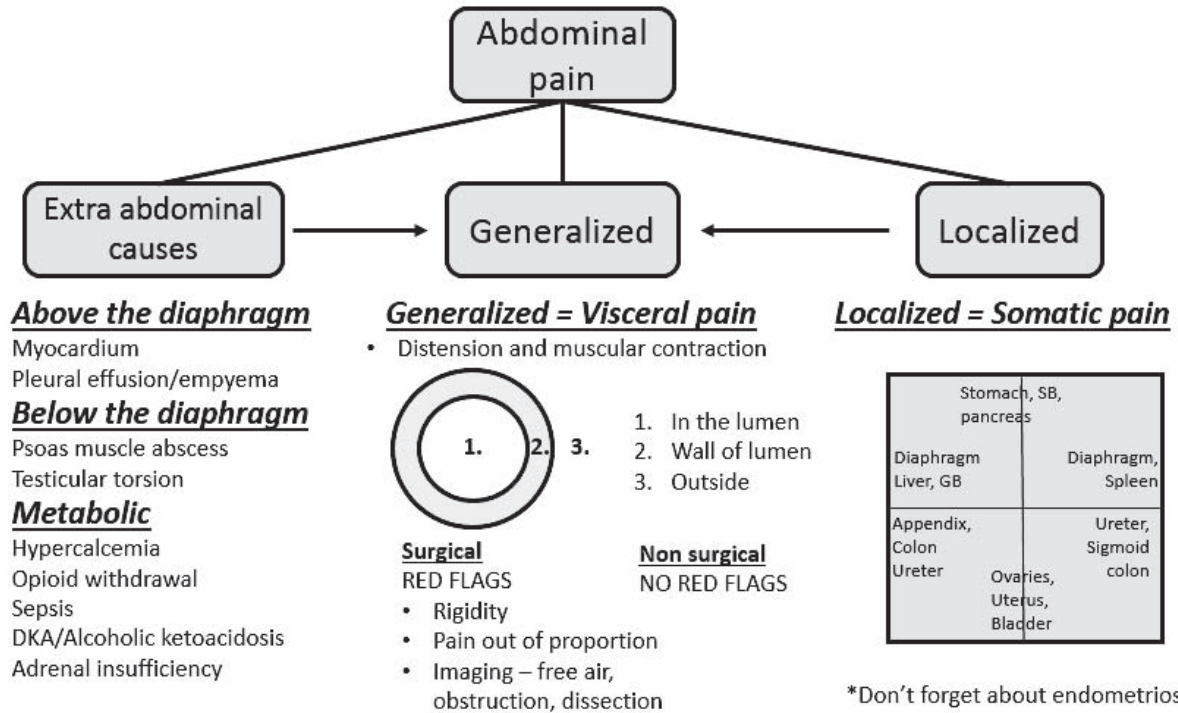 Abdominal
pain
Extra abdominal
causes
Generalized
Localized
Above the diaphragm
Myocardium
Pleural effusion/empyema
Below the diaphragm
Psoas muscle abscess
Testicular torsion
Metabolic
Hypercalcemia
Opioid withdrawal
Sepsis
DKA/Alcoholic ketoacidosis
Adrenal insufficiency
Generalized = Visceral pain
• Distension and muscular contraction
1.
2.
3.
1. In the lumen
2. Wall of lumen
3. Outside
Surgical
RED FLAGS
• Rigidity
• Pain out of proportion
• Imaging – free air,
obstruction, dissection
Non surgical
NO RED FLAGS
Localized = Somatic pain
Stomach, SB,
pancreas
Diaphragm
Liver, GB
Diaphragm,
Spleen
Appendix,
Colon
Ureter
Ureter,
Sigmoid
colon
Ovaries,
Uterus,
Bladder
*Don't forget about endometrios